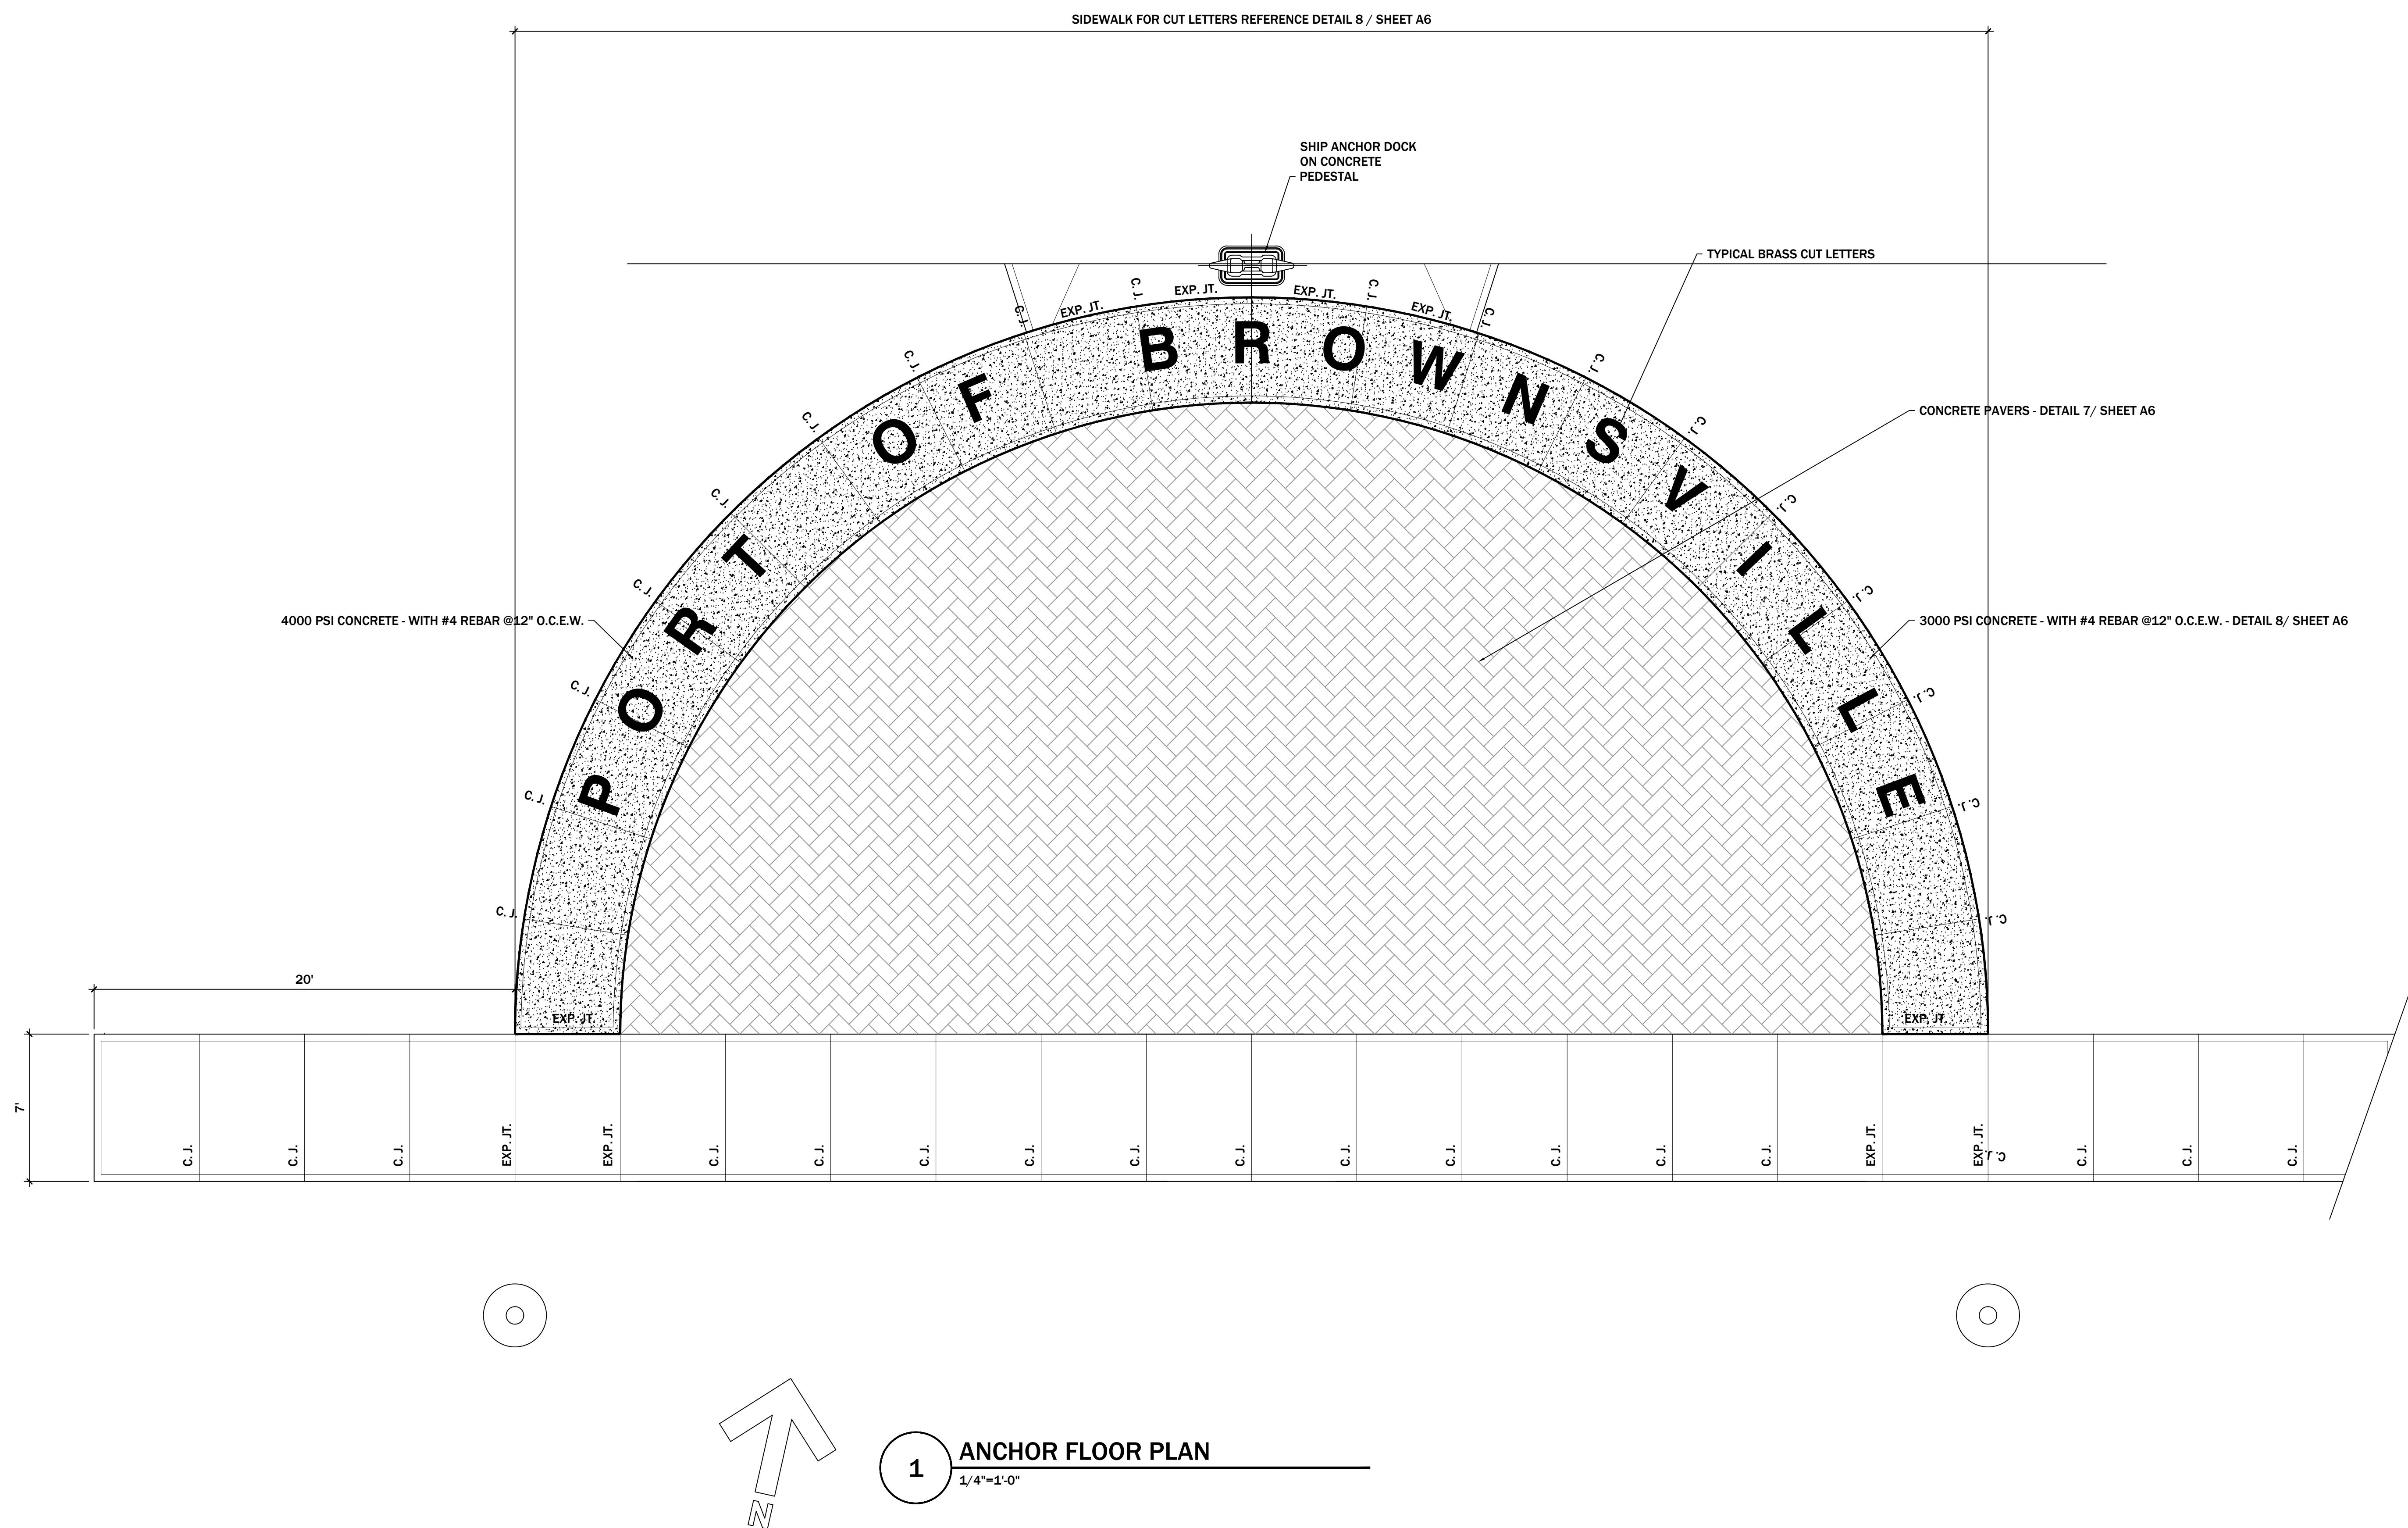 SIDEWALK FOR CUT LETTERS REFERENCE DETAIL 8 / SHEET A6
SHIP ANCHOR DOCK
ON CONCRETE
PEDESTAL
TYPICAL BRASS CUT LETTERS
CONCRETE PAVERS - DETAIL 7/ SHEET A6
4000 PSI CONCRETE - WITH #4 REBAR @12" O.C.E.W.
3000 PSI CONCRETE - WITH #4 REBAR @12" O.C.E.W. - DETAIL 8/ SHEET A6
PORT OF BROWNSVILLE
C. J.
C. J.
C. J.
C. J.
C. J.
C. J.
C. J.
C. J.
C. J.
EXP. JT.
C. J.
EXP. JT.
EXP. JT.
C. J.
EXP. JT.
C. J.
C. J.
C. J.
C. J.
C. J.
C. J.
C. J.
C. J.
20'
EXP. JT.
EXP. JT.
7'
C. J.
C. J.
C. J.
EXP. JT.
EXP. JT.
C. J.
C. J.
C. J.
C. J.
C. J.
C. J.
C. J.
C. J.
C. J.
C. J.
C. J.
EXP. JT.
EXP. JT.
C. J.
C. J.
C. J.
C. J.
N
1
ANCHOR FLOOR PLAN
1/4"=1'-0"